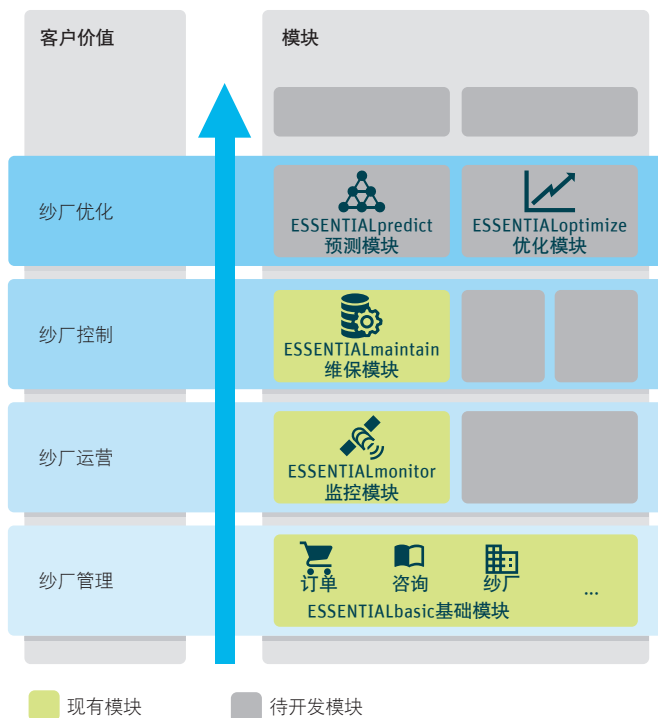 客户价值
模块
纱厂优化
ESSENTIALpredict
预测模块
ESSENTIALoptimize
优化模块
纱厂控制
ESSENTIALmaintain
维保模块
纱厂运营
ESSENTIALmonitor
监控模块
纱厂管理
订单
咨询
纱厂
...
ESSENTIALbasic基础模块
现有模块
待开发模块